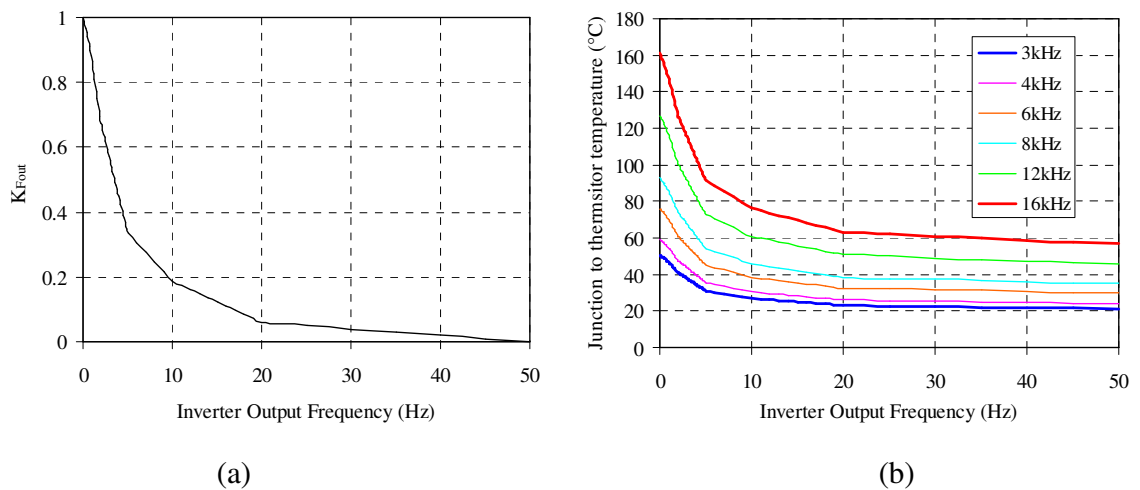 1
0.8
0.6
0.4
0.2
0
K_Fout
0 10 20 30 40 50
Inverter Output Frequency (Hz)
(a)
180
160
140
120
100
80
60
40
20
0
Junction to thermsitor temperature (°C)
3kHz
4kHz
6kHz
8kHz
12kHz
16kHz
0 10 20 30 40 50
Inverter Output Frequency (Hz)
(b)